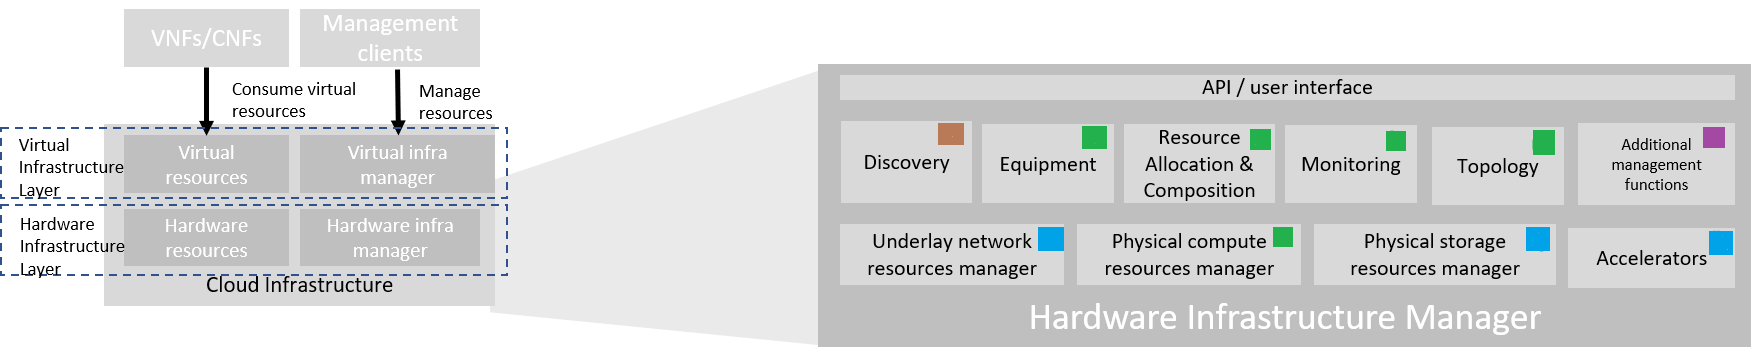 VNFs/CNFs
Management
clients
Consume virtual
resources
Manage
resources
Virtual
Infrastructure
Layer
Virtual
resources
Virtual infra
manager
Hardware
Infrastructure
Layer
Hardware
resources
Hardware infra
manager
Cloud Infrastructure
API / user interface
Discovery
Equipment
Resource
Allocation &
Composition
Monitoring
Topology
Additional
management
functions
Underlay network
resources manager
Physical compute
resources manager
Physical storage
resources manager
Accelerators
Hardware Infrastructure Manager